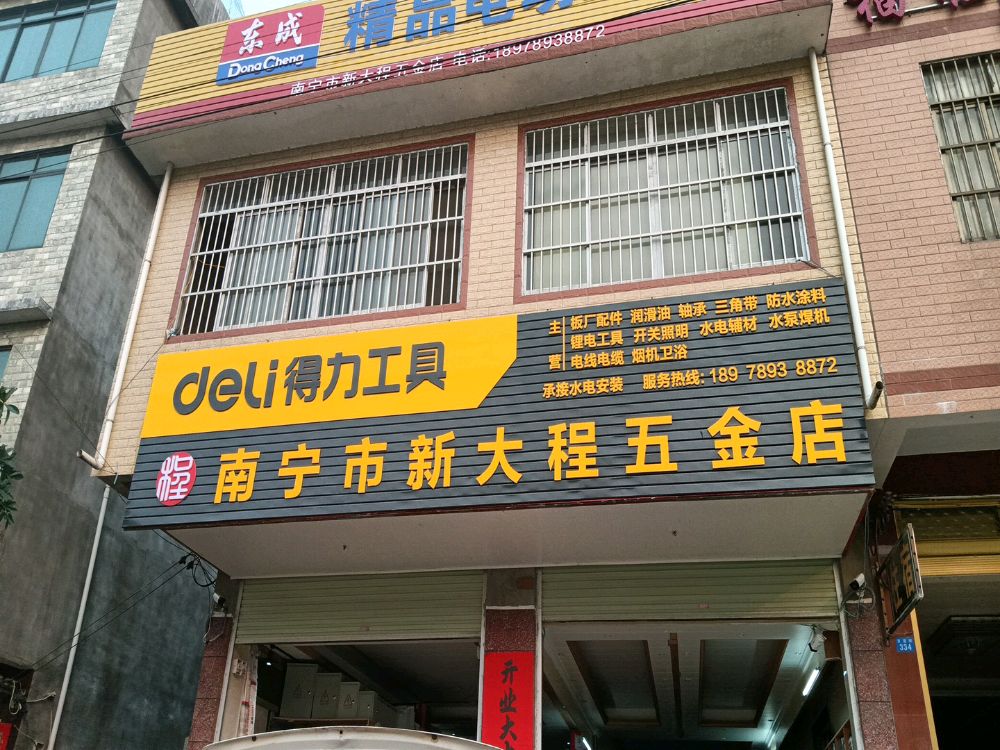 东成
DongCheng
精品电动
南宁市新大程五金店 电话:18978938872
deli得力工具
主 板厂配件 润滑油 轴承 三角带 防水涂料
锂电工具 开关照明 水电辅材 水泵焊机
营 电线电缆 烟机卫浴
承接水电安装 服务热线: 189 7893 8872
程 南宁市新大程五金店
开业大
334